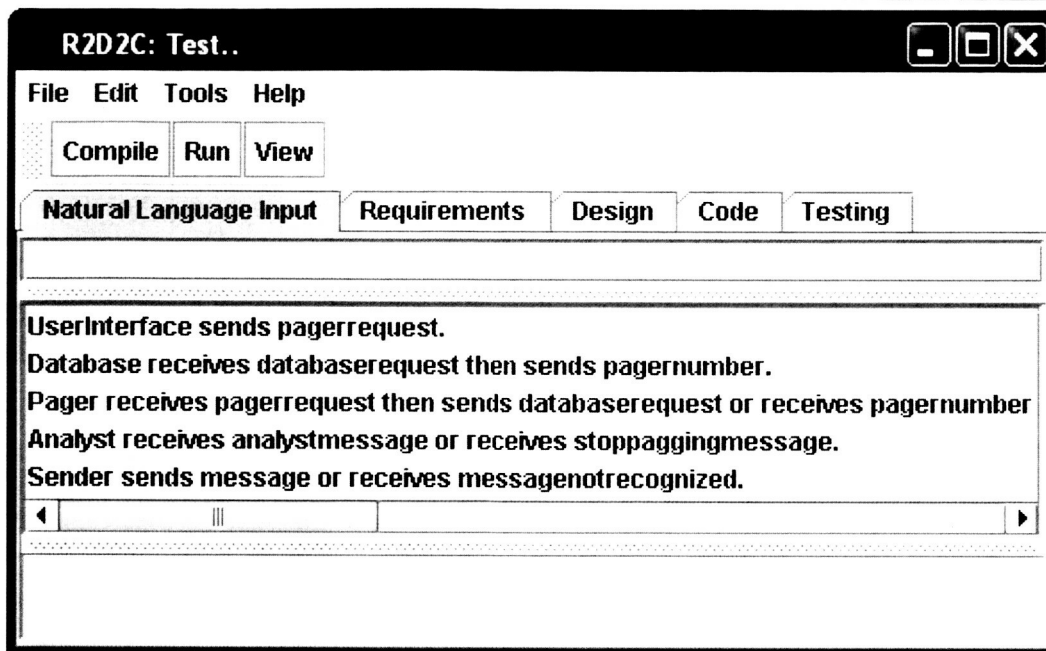 R2D2C: Test..
File Edit Tools Help
Compile Run View
Natural Language Input Requirements Design Code Testing
UserInterface sends pagerrequest.
Database receives databaserequest then sends pagernumber.
Pager receives pagerrequest then sends databaserequest or receives pagernumber
Analyst receives analystmessage or receives stoppaggingmessage.
Sender sends message or receives messagenotrecognized.